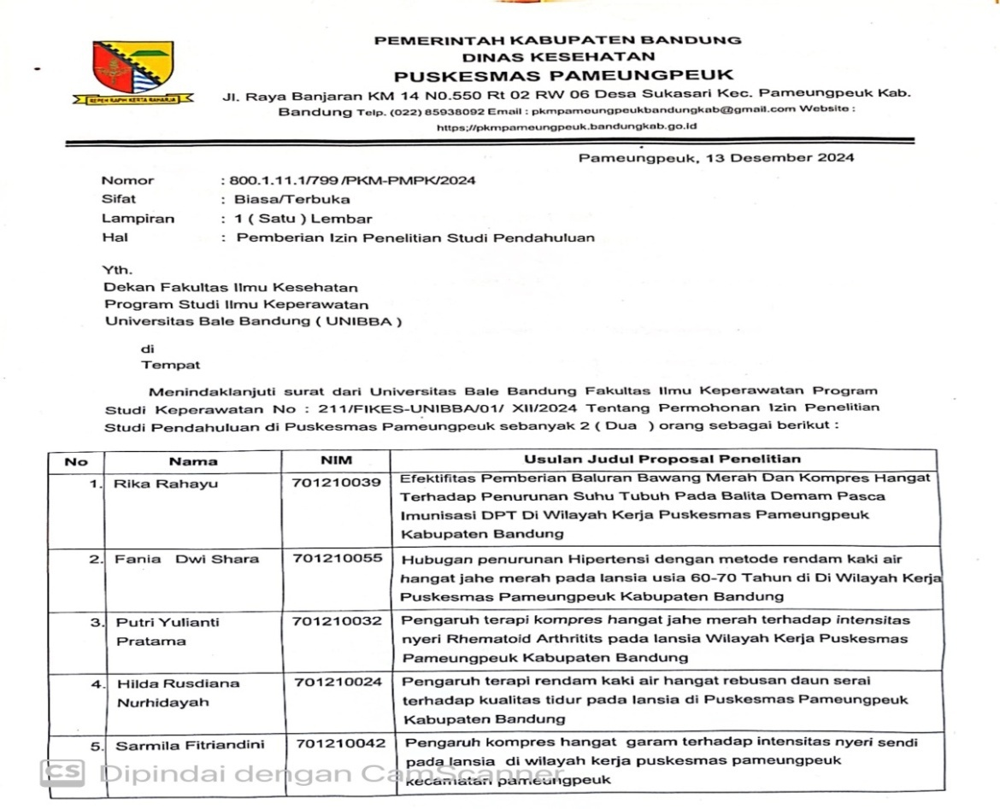 PEMERINTAH KABUPATEN BANDUNG
DINAS KESEHATAN
PUSKESMAS PAMEUNGPEUK
Jl. Raya Banjaran KM 14 N0.550 Rt 02 RW 06 Desa Sukasari Kec. Pameungpeuk Kab.
Bandung Telp. (022) 85938092 Email : pkmpameungpeukbandungkab@gmail.com Website :
https;//pkmpameungpeuk.bandungkab.go.id
REPEH RAPIH KERTA RAHARJA
Pameungpeuk, 13 Desember 2024
Nomor : 800.1.11.1/799 /PKM-PMPK/2024
Sifat : Biasa/Terbuka
Lampiran : 1 ( Satu ) Lembar
Hal : Pemberian Izin Penelitian Studi Pendahuluan
Yth.
Dekan Fakultas Ilmu Kesehatan
Program Studi Ilmu Keperawatan
Universitas Bale Bandung ( UNIBBA )
di
Tempat
Menindaklanjuti surat dari Universitas Bale Bandung Fakultas Ilmu Keperawatan Program
Studi Keperawatan No : 211/FIKES-UNIBBA/01/ XII/2024 Tentang Permohonan Izin Penelitian
Studi Pendahuluan di Puskesmas Pameungpeuk sebanyak 2 ( Dua ) orang sebagai berikut :
No Nama NIM Usulan Judul Proposal Penelitian
1. Rika Rahayu 701210039 Efektifitas Pemberian Baluran Bawang Merah Dan Kompres Hangat
Terhadap Penurunan Suhu Tubuh Pada Balita Demam Pasca
Imunisasi DPT Di Wilayah Kerja Puskesmas Pameungpeuk
Kabupaten Bandung
2. Fania Dwi Shara 701210055 Hubugan penurunan Hipertensi dengan metode rendam kaki air
hangat jahe merah pada lansia usia 60-70 Tahun di Di Wilayah Kerja
Puskesmas Pameungpeuk Kabupaten Bandung
3. Putri Yulianti 701210032 Pengaruh terapi kompres hangat jahe merah terhadap intensitas
Pratama nyeri Rhematoid Arthritits pada lansia Wilayah Kerja Puskesmas
Pameungpeuk Kabupaten Bandung
4. Hilda Rusdiana 701210024 Pengaruh terapi rendam kaki air hangat rebusan daun serai
Nurhidayah terhadap kualitas tidur pada lansia di Puskesmas Pameungpeuk
Kabupaten Bandung
5. Sarmila Fitriandini 701210042 Pengaruh kompres hangat garam terhadap intensitas nyeri sendi
pada lansia di wilayah kerja puskesmas pameungpeuk
kecamatan pameungpeuk
CS Dipindai dengan CamScanner